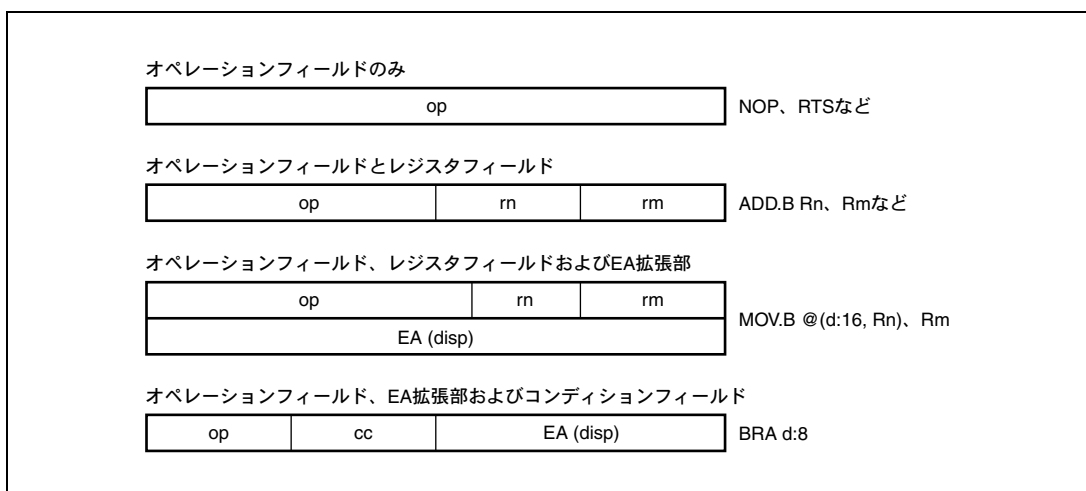 オペレーションフィールドのみ
op
NOP、RTSなど
オペレーションフィールドとレジスタフィールド
op rn rm
ADD.B Rn、Rmなど
オペレーションフィールド、レジスタフィールドおよびEA拡張部
op rn rm
EA (disp)
MOV.B @(d:16, Rn)、Rm
オペレーションフィールド、EA拡張部およびコンディションフィールド
op cc EA (disp)
BRA d:8